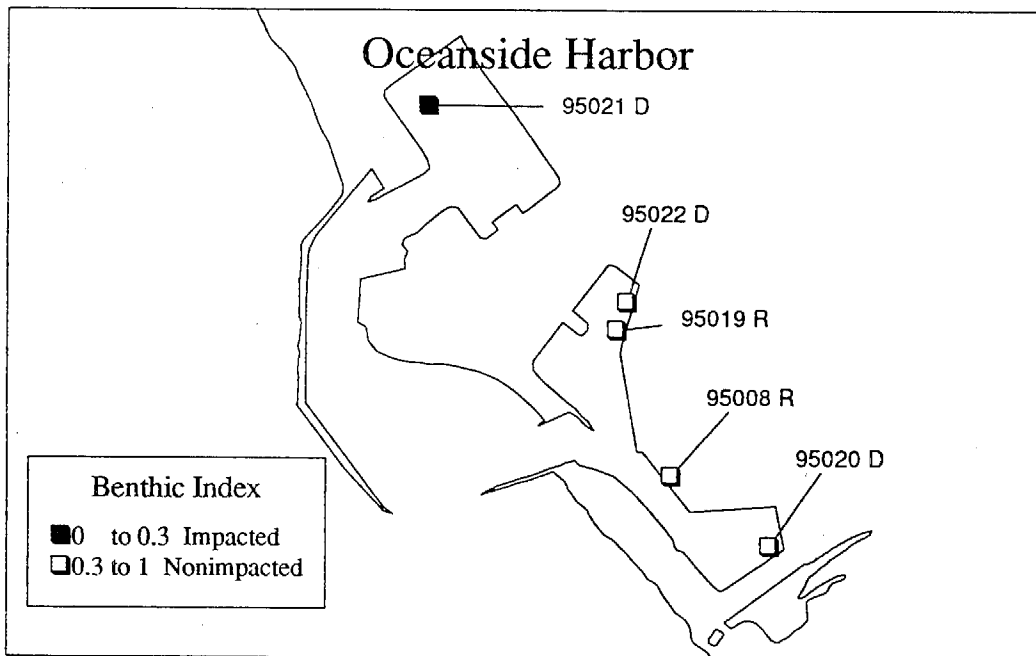 Oceanside Harbor
95021 D
95022 D
95019 R
95008 R
95020 D
Benthic Index
0 to 0.3 Impacted
0.3 to 1 Nonimpacted